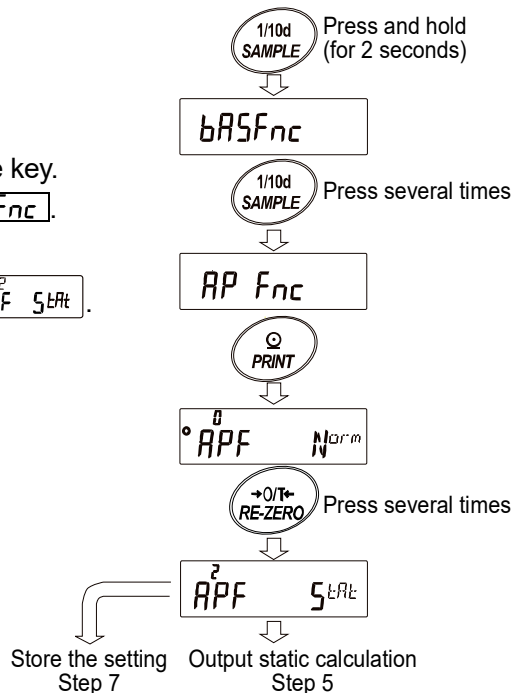 1/10d
SAMPLE
Press and hold
(for 2 seconds)
bASFnc
e key.
Fnc .
1/10d
SAMPLE
Press several times
AP Fnc
2
F StAt .
PRINT
0
APF Norm
→0/T←
RE-ZERO
Press several times
2
APF StAt
Store the setting
Step 7
Output static calculation
Step 5